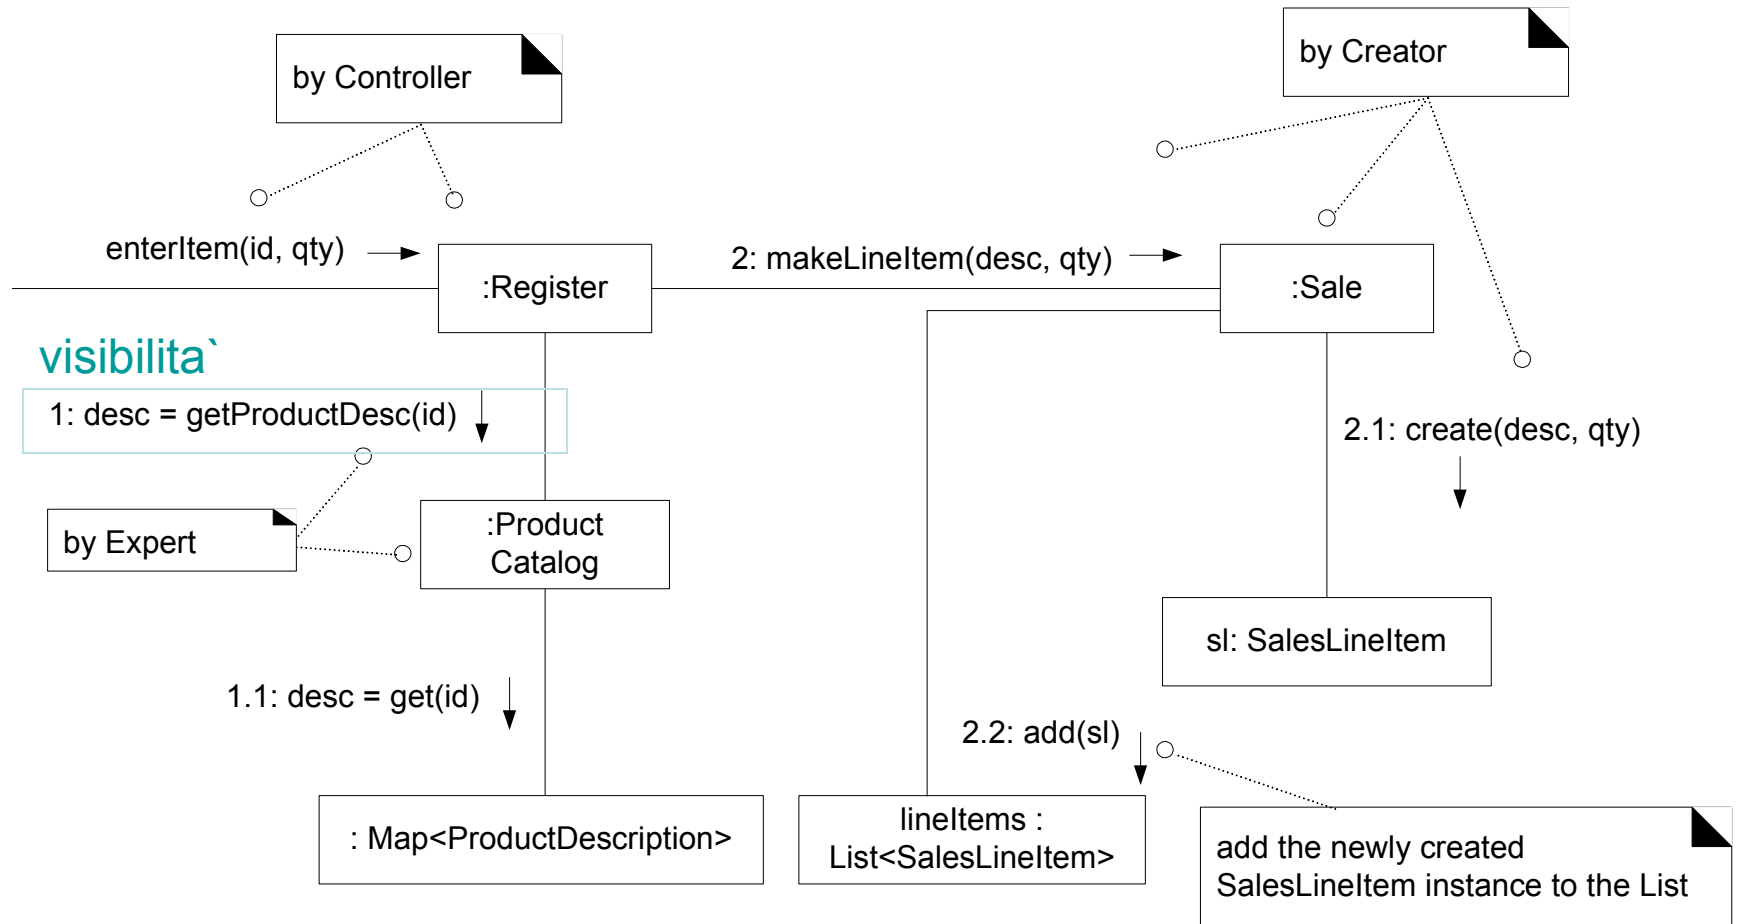 by Controller
by Creator
enterItem(id, qty)
2: makeLineItem(desc, qty)
:Register
:Sale
visibilita`
1: desc = getProductDesc(id)
2.1: create(desc, qty)
by Expert
:Product
Catalog
sl: SalesLineItem
1.1: desc = get(id)
2.2: add(sl)
: Map<ProductDescription>
lineItems :
List<SalesLineItem>
add the newly created
SalesLineItem instance to the List